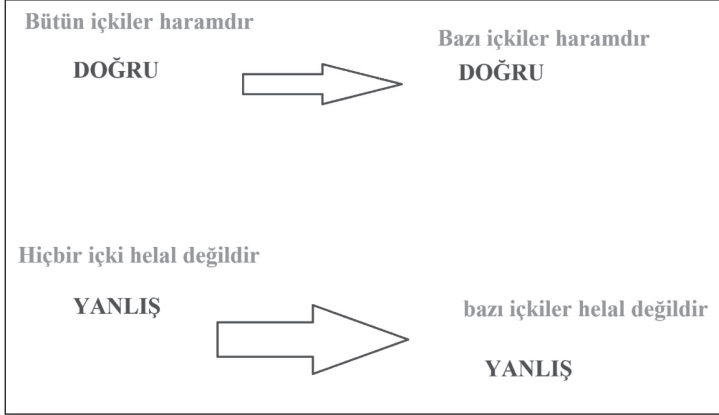 Bütün içkiler haramdır
Bazı içkiler haramdır
DOĞRU
DOĞRU
Hiçbir içki helal değildir
YANLIŞ
bazı içkiler helal değildir
YANLIŞ